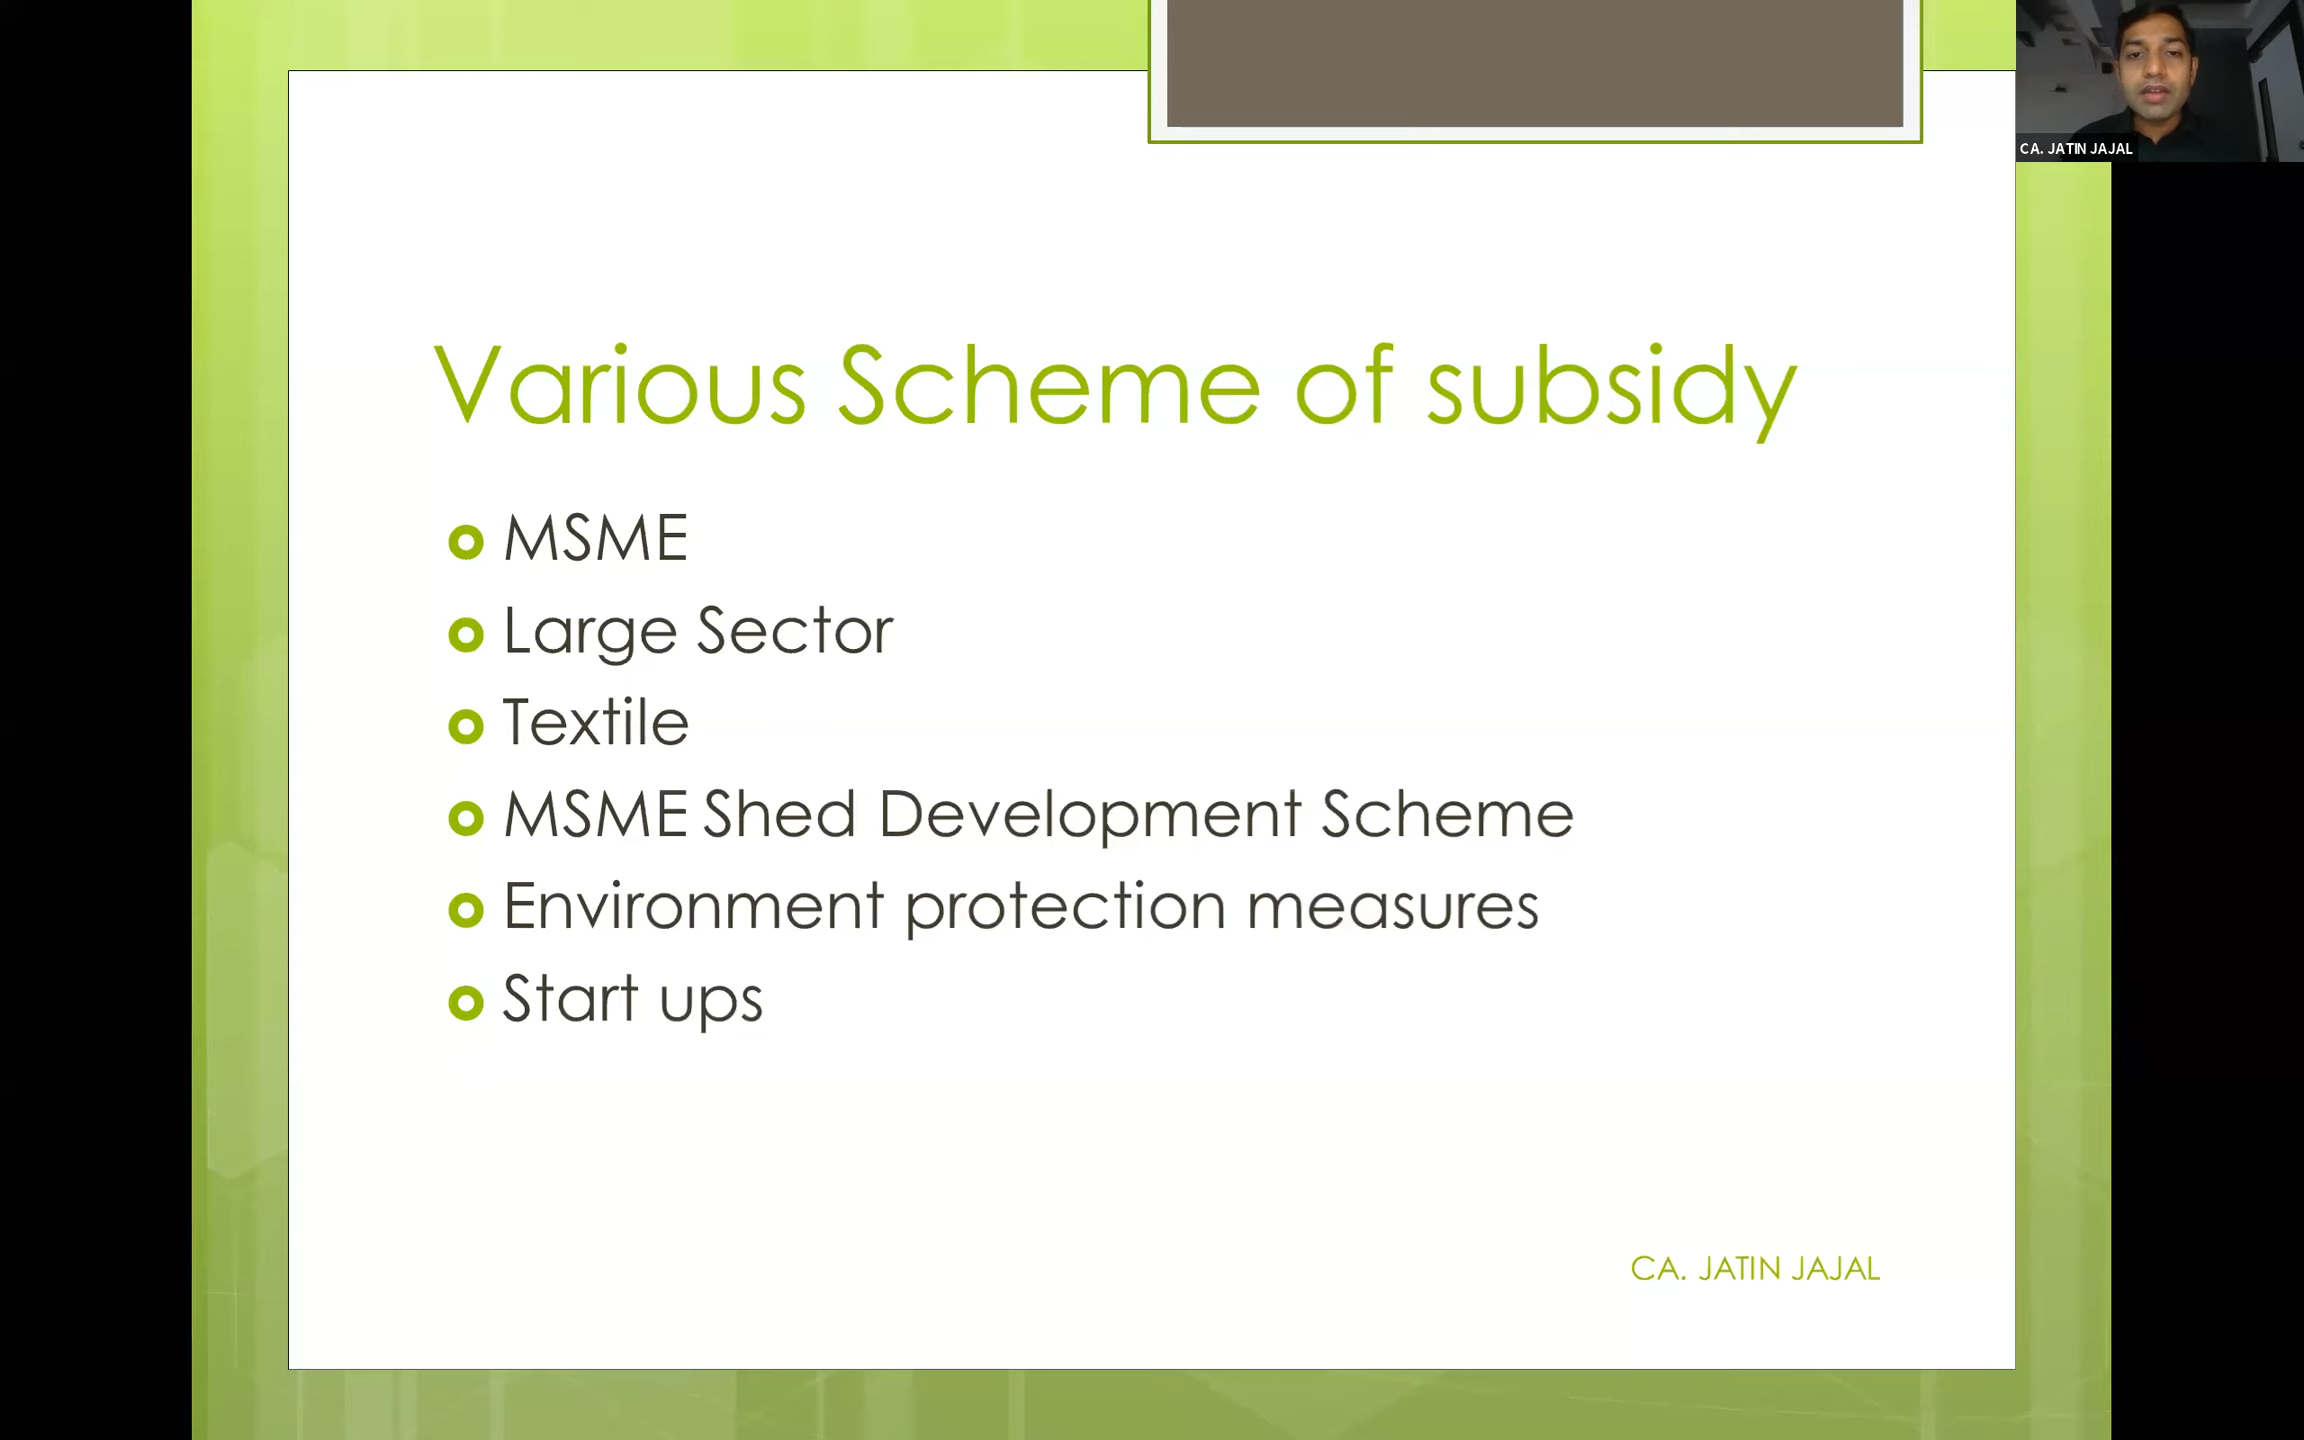 CA. JATIN JAJAL
Various Scheme of subsidy
MSME
Large Sector
Textile
MSME Shed Development Scheme
Environment protection measures
Start ups
CA. JATIN JAJAL